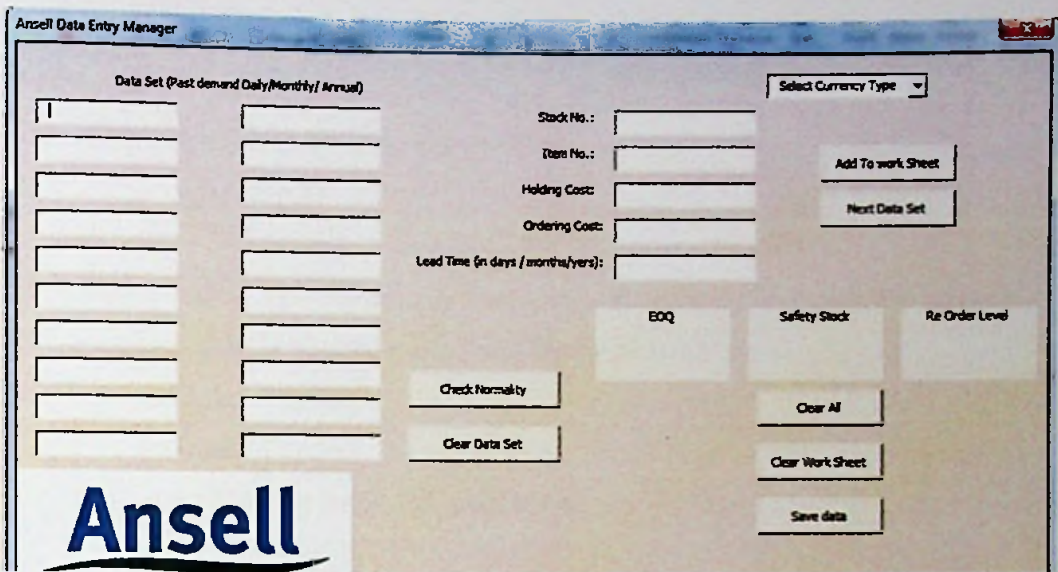 Ansell Data Entry Manager
Data Set (Past demand Daily/Monthly/ Annual)
Select Currency Type
Stock No.:
Item No.:
Add To work Sheet
Holding Cost:
Next Data Set
Ordering Cost:
Lead Time (in days / months/yers):
EOQ
Safety Stock
Re Order Level
Check Normality
Clear All
Clear Data Set
Clear Work Sheet
Save data
Ansell